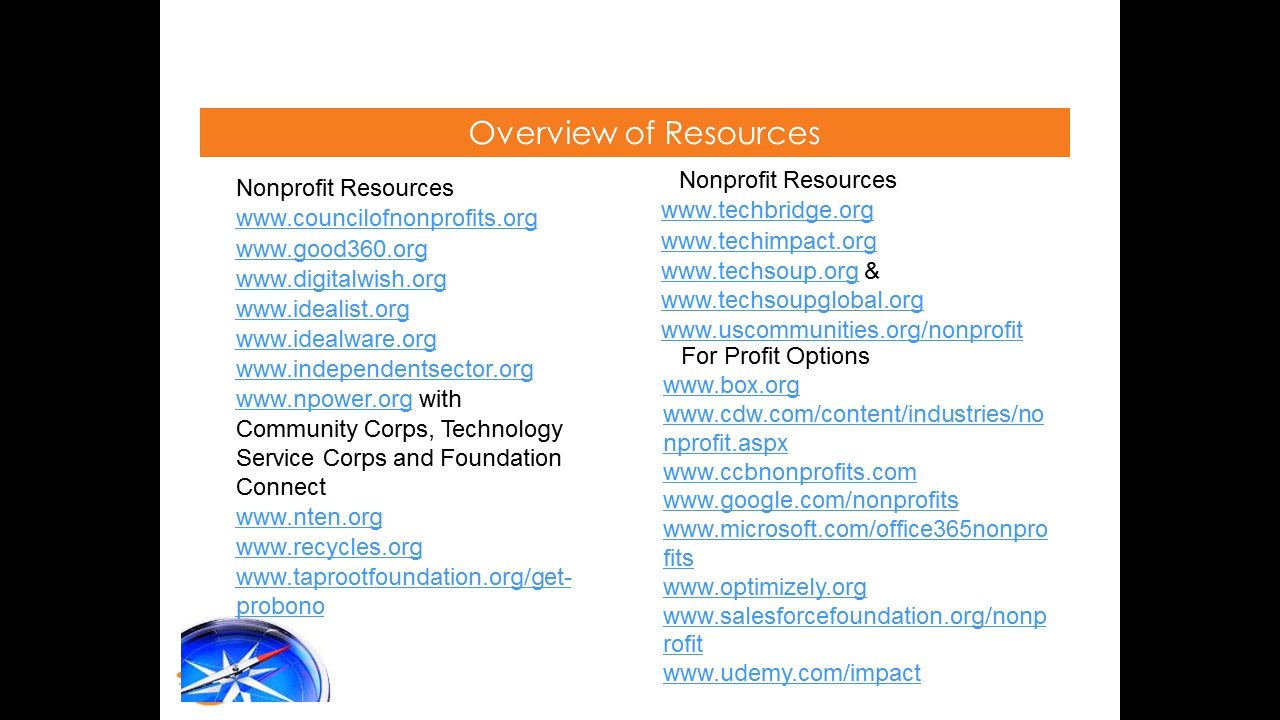 Overview of Resources
Nonprofit Resources
www.councilofnonprofits.org
www.good360.org
www.digitalwish.org
www.idealist.org
www.idealware.org
www.independentsector.org
www.npower.org with
Community Corps, Technology
Service Corps and Foundation
Connect
www.nten.org
www.recycles.org
www.taprootfoundation.org/get-
probono
Nonprofit Resources
www.techbridge.org
www.techimpact.org
www.techsoup.org &
www.techsoupglobal.org
www.uscommunities.org/nonprofit
For Profit Options
www.box.org
www.cdw.com/content/industries/no
nprofit.aspx
www.ccbnonprofits.com
www.google.com/nonprofits
www.microsoft.com/office365nonpro
fits
www.optimizely.org
www.salesforcefoundation.org/nonp
rofit
www.udemy.com/impact